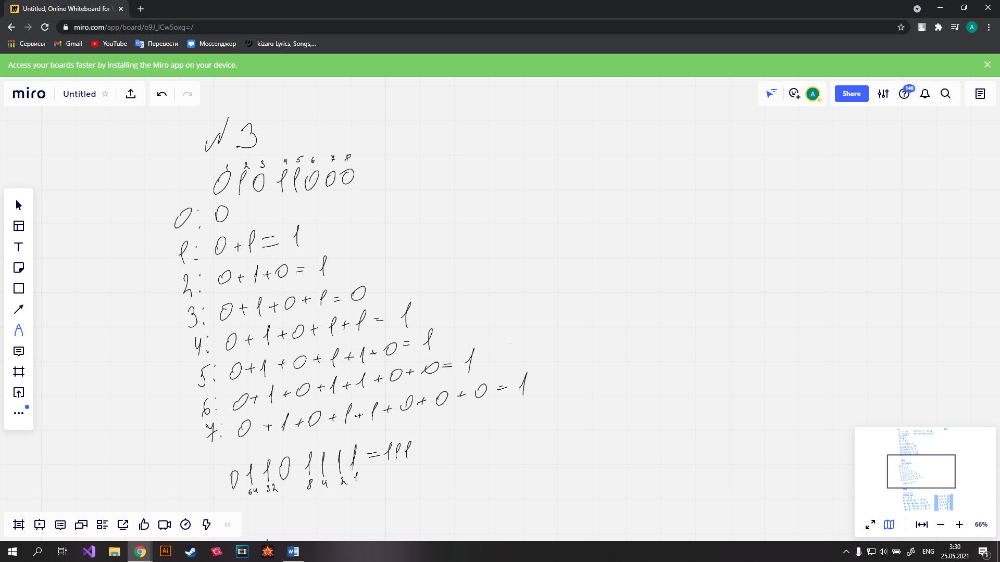 Untitled, Online Whiteboard for
miro.com/app/board/o9J_lCw5oxg=/
A
Сервисы
Gmail
YouTube
Перевести
Мессенджер
kizaru Lyrics, Songs,...
Access your boards faster by installing the Miro app on your device.
miro
Untitled
A
Share
140
№ 3
1 2 3 4 5 6 7 8
0 1 0 1 1 0 0 0
0: 0
1: 0 + 1 = 1
2: 0 + 1 + 0 = 1
3: 0 + 1 + 0 + 1 = 0
4: 0 + 1 + 0 + 1 + 1 = 1
5: 0 + 1 + 0 + 1 + 1 + 0 = 1
6: 0 + 1 + 0 + 1 + 1 + 0 + 0 = 1
7: 0 + 1 + 0 + 1 + 1 + 0 + 0 + 0 = 1
0 1 1 0 1 1 1 1 = 111
64 32 8 4 2 1
66%
Ai
ENG
3:30
25.05.2021
1